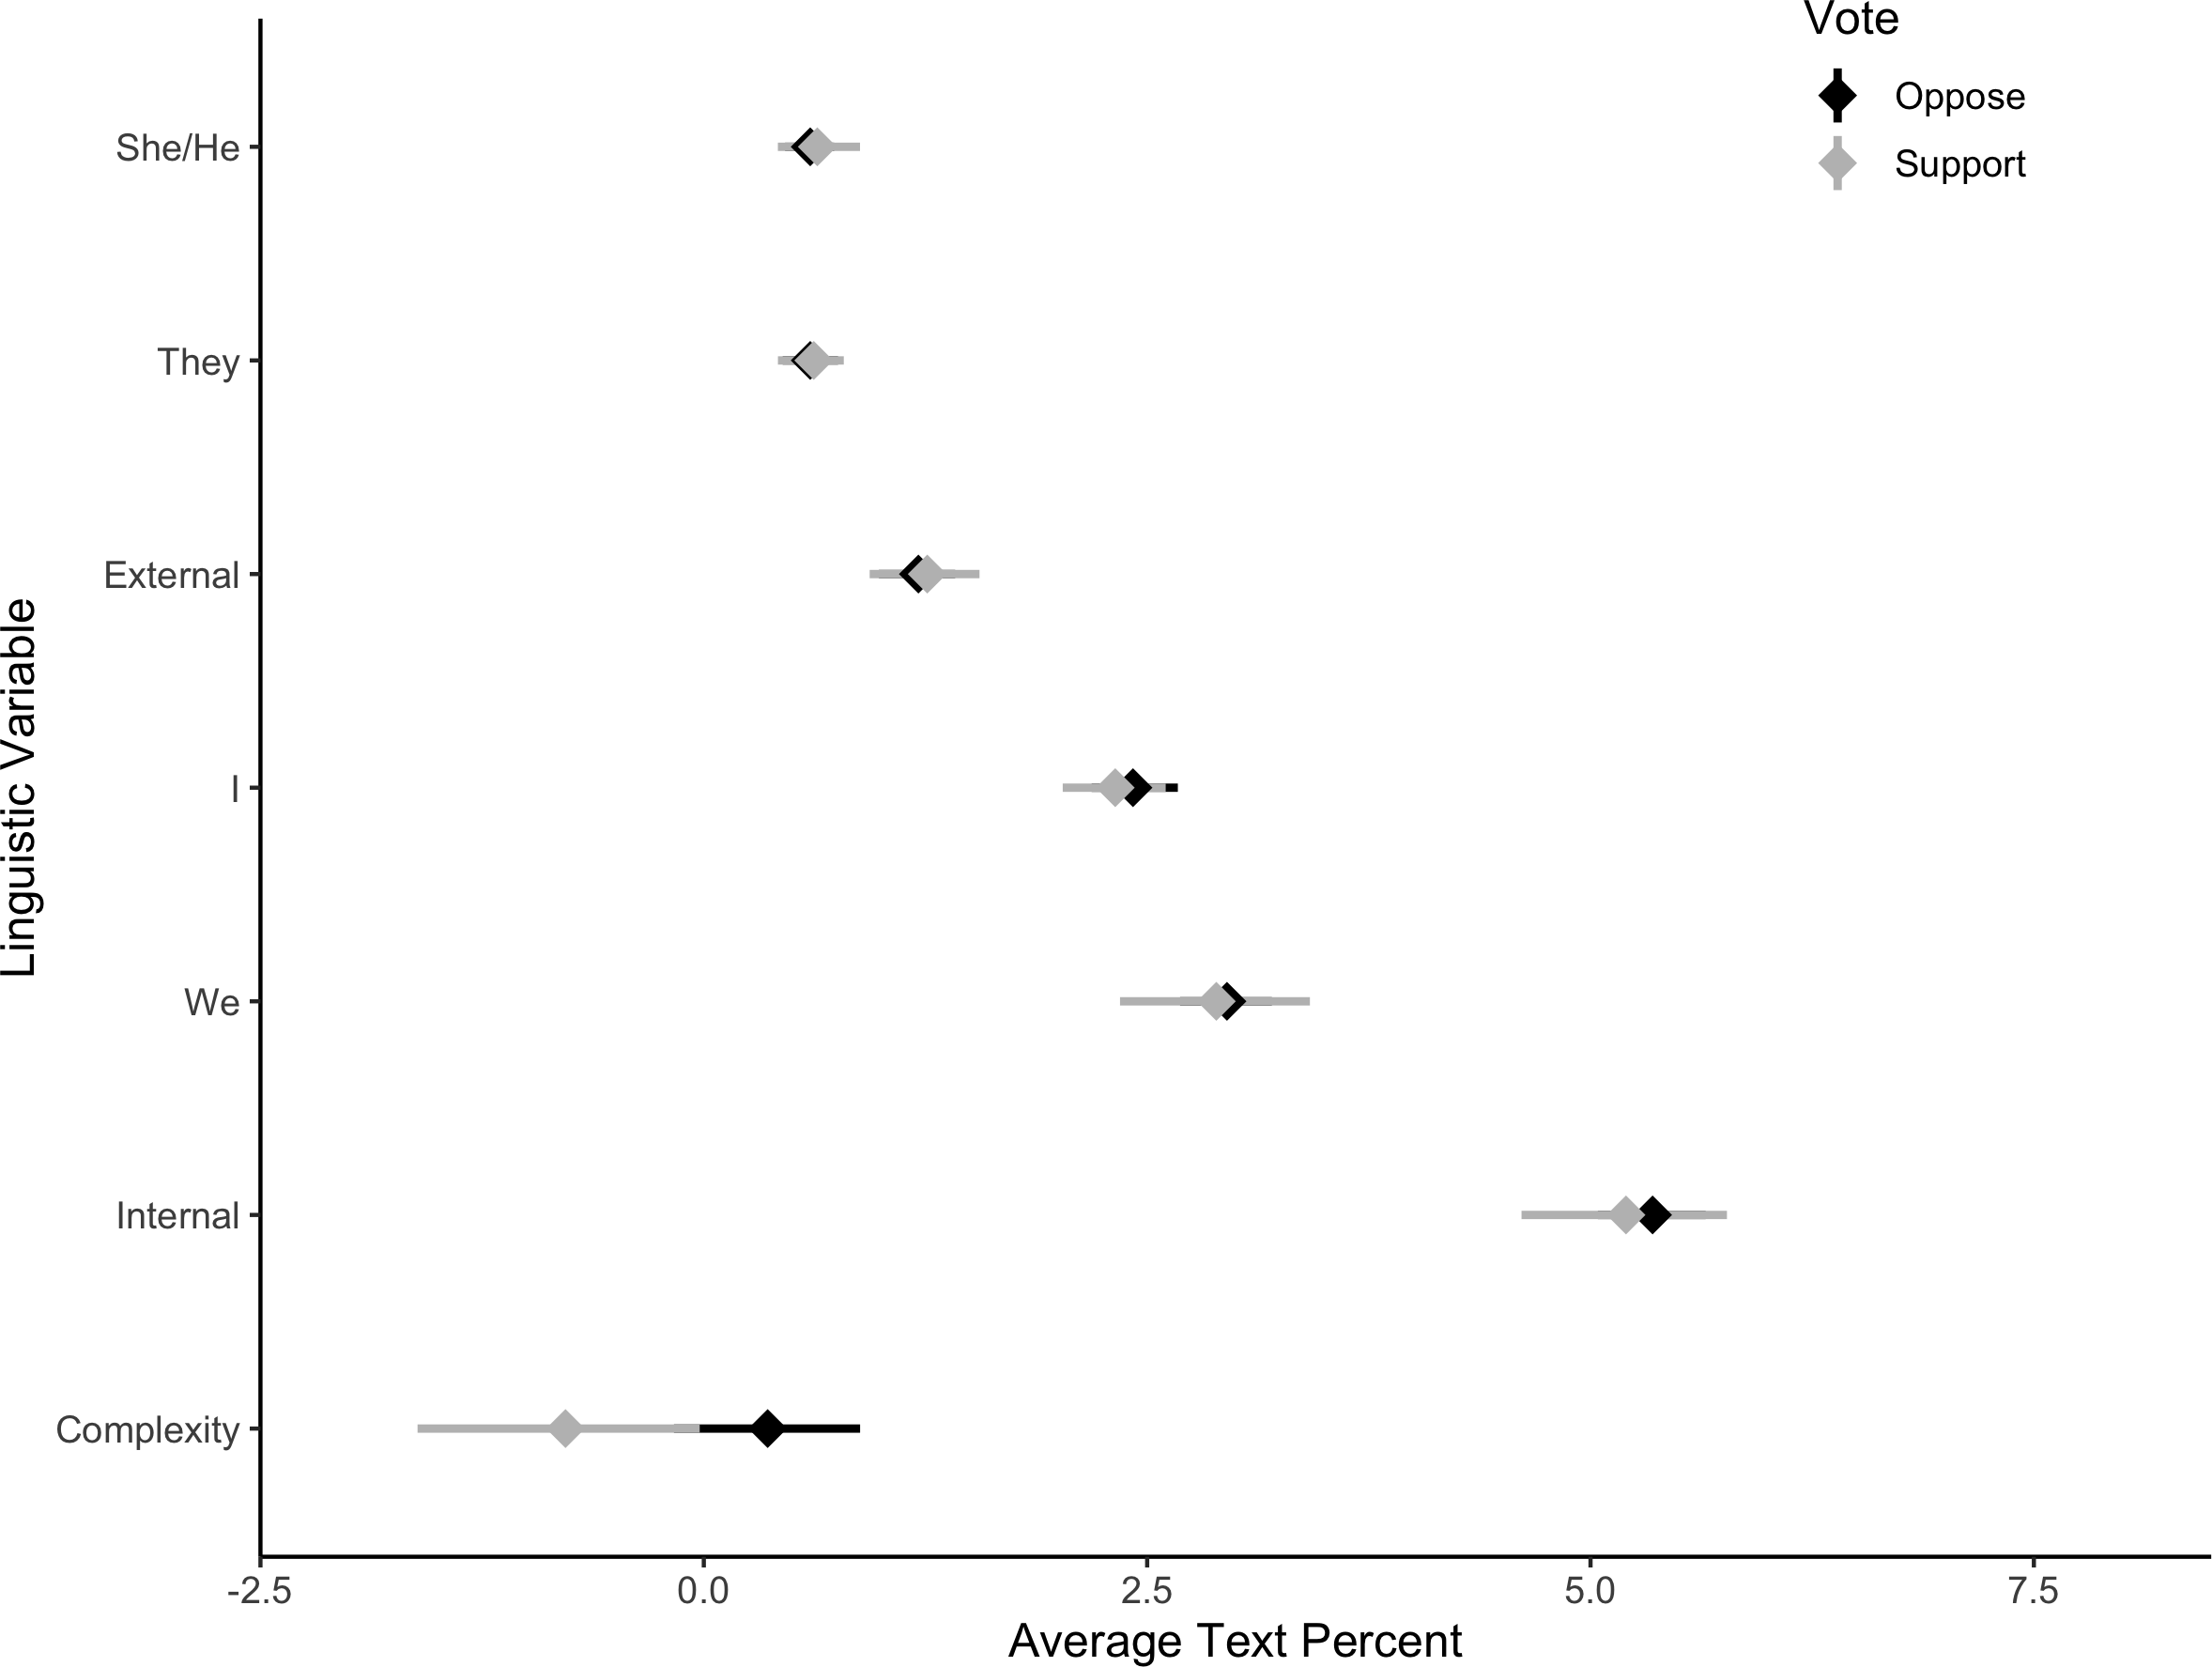 Vote
Oppose
Support
She/He
They
External
I
We
Internal
Complexity
Linguistic Variable
-2.5 0.0 2.5 5.0 7.5
Average Text Percent